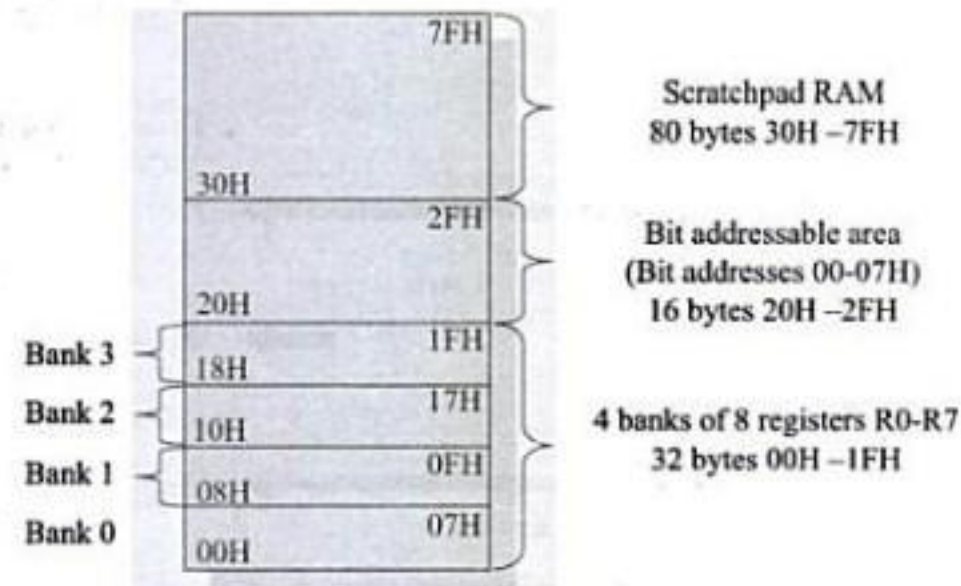 7FH
Scratchpad RAM
80 bytes 30H –7FH
30H
2FH
Bit addressable area
(Bit addresses 00-07H)
16 bytes 20H –2FH
20H
Bank 3
1FH
18H
Bank 2
17H
10H
4 banks of 8 registers R0-R7
32 bytes 00H –1FH
Bank 1
0FH
08H
Bank 0
07H
00H